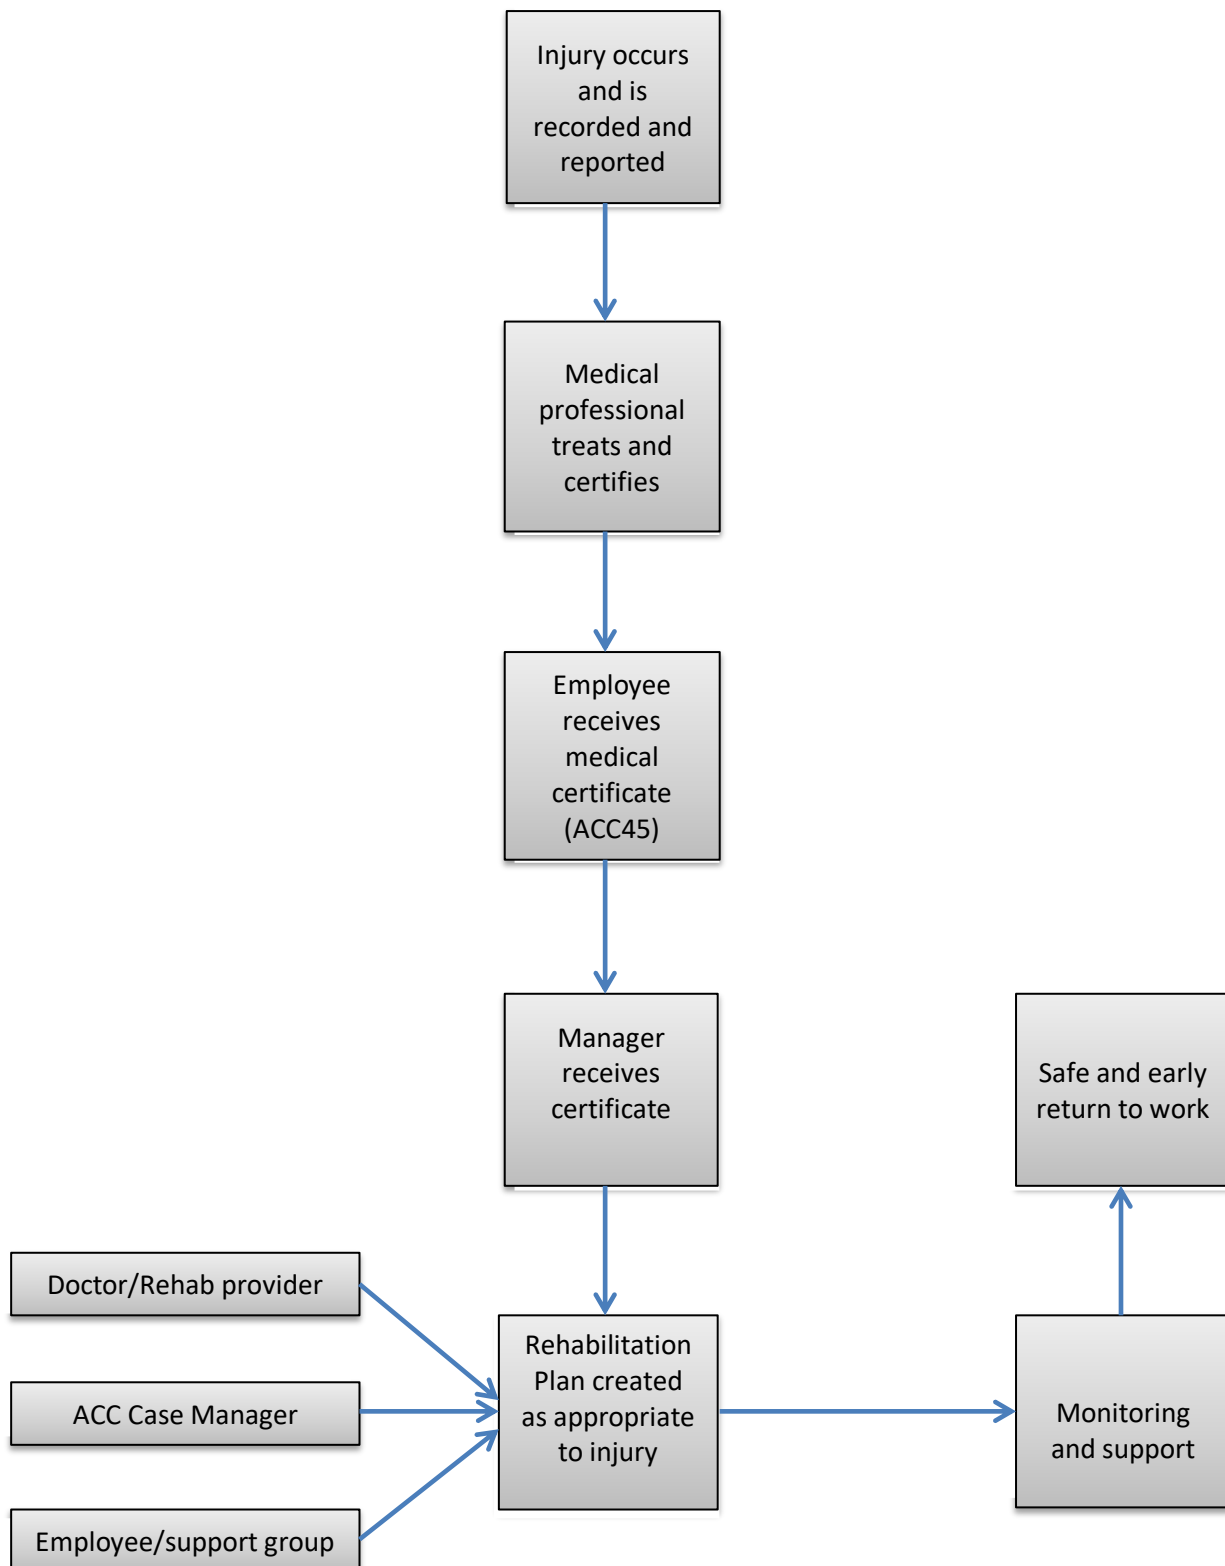 Injury occurs
and is
recorded and
reported
Medical
professional
treats and
certifies
Employee
receives
medical
certificate
(ACC45)
Manager
receives
certificate
Safe and early
return to work
Doctor/Rehab provider
ACC Case Manager
Employee/support group
Rehabilitation
Plan created
as appropriate
to injury
Monitoring
and support